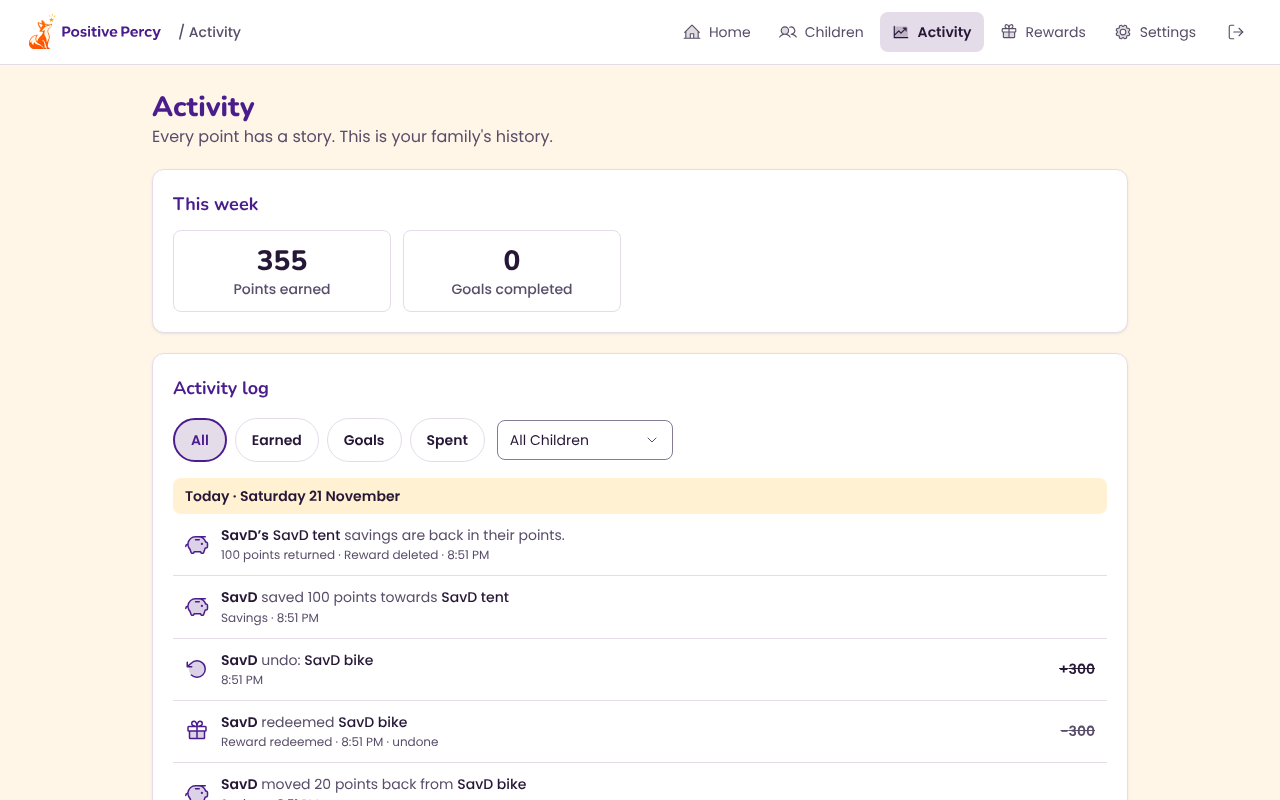 Positive Percy / Activity Home Children Activity Rewards Settings
Activity
Every point has a story. This is your family's history.
This week
355 0
Points earned Goals completed
Activity log
All Earned Goals Spent All Children
Today · Saturday 21 November
SavD’s SavD tent savings are back in their points.
100 points returned · Reward deleted · 8:51 PM
SavD saved 100 points towards SavD tent
Savings · 8:51 PM
SavD undo: SavD bike +300
8:51 PM
SavD redeemed SavD bike −300
Reward redeemed · 8:51 PM · undone
SavD moved 20 points back from SavD bike